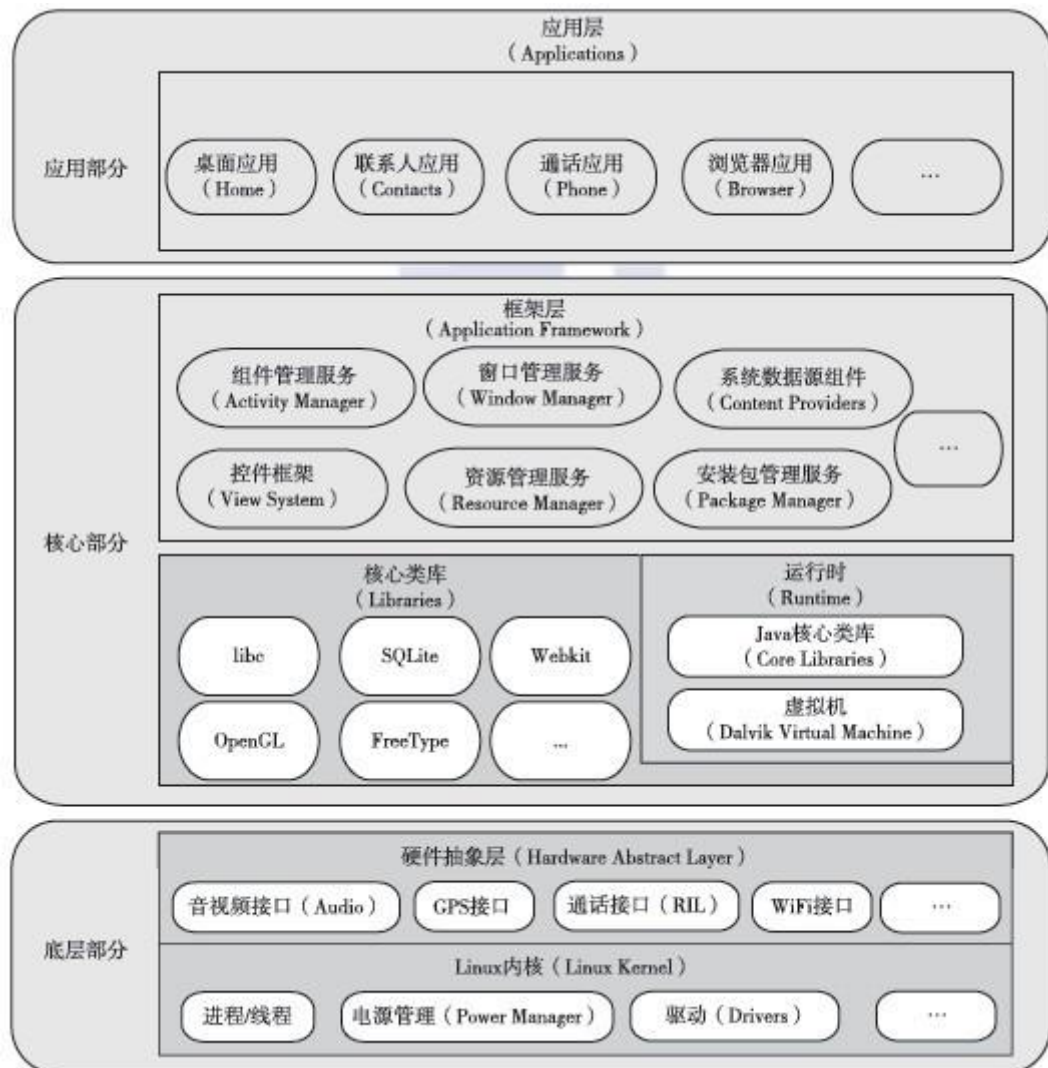 应用层
（Applications）
应用部分
桌面应用
（Home）
联系人应用
（Contacts）
通话应用
（Phone）
浏览器应用
（Browser）
…
核心部分
框架层
（Application Framework）
组件管理服务
（Activity Manager）
窗口管理服务
（Window Manager）
系统数据源组件
（Content Providers）
…
控件框架
（View System）
资源管理服务
（Resource Manager）
安装包管理服务
（Package Manager）
核心类库
（Libraries）
libc
SQLite
Webkit
OpenGL
FreeType
...
运行时
（Runtime）
Java核心类库
（Core Libraries）
虚拟机
（Dalvik Virtual Machine）
底层部分
硬件抽象层（Hardware Abstract Layer）
音视频接口（Audio）
GPS接口
通话接口（RIL）
WiFi接口
…
Linux内核（Linux Kernel）
进程/线程
电源管理（Power Manager）
驱动（Drivers）
…